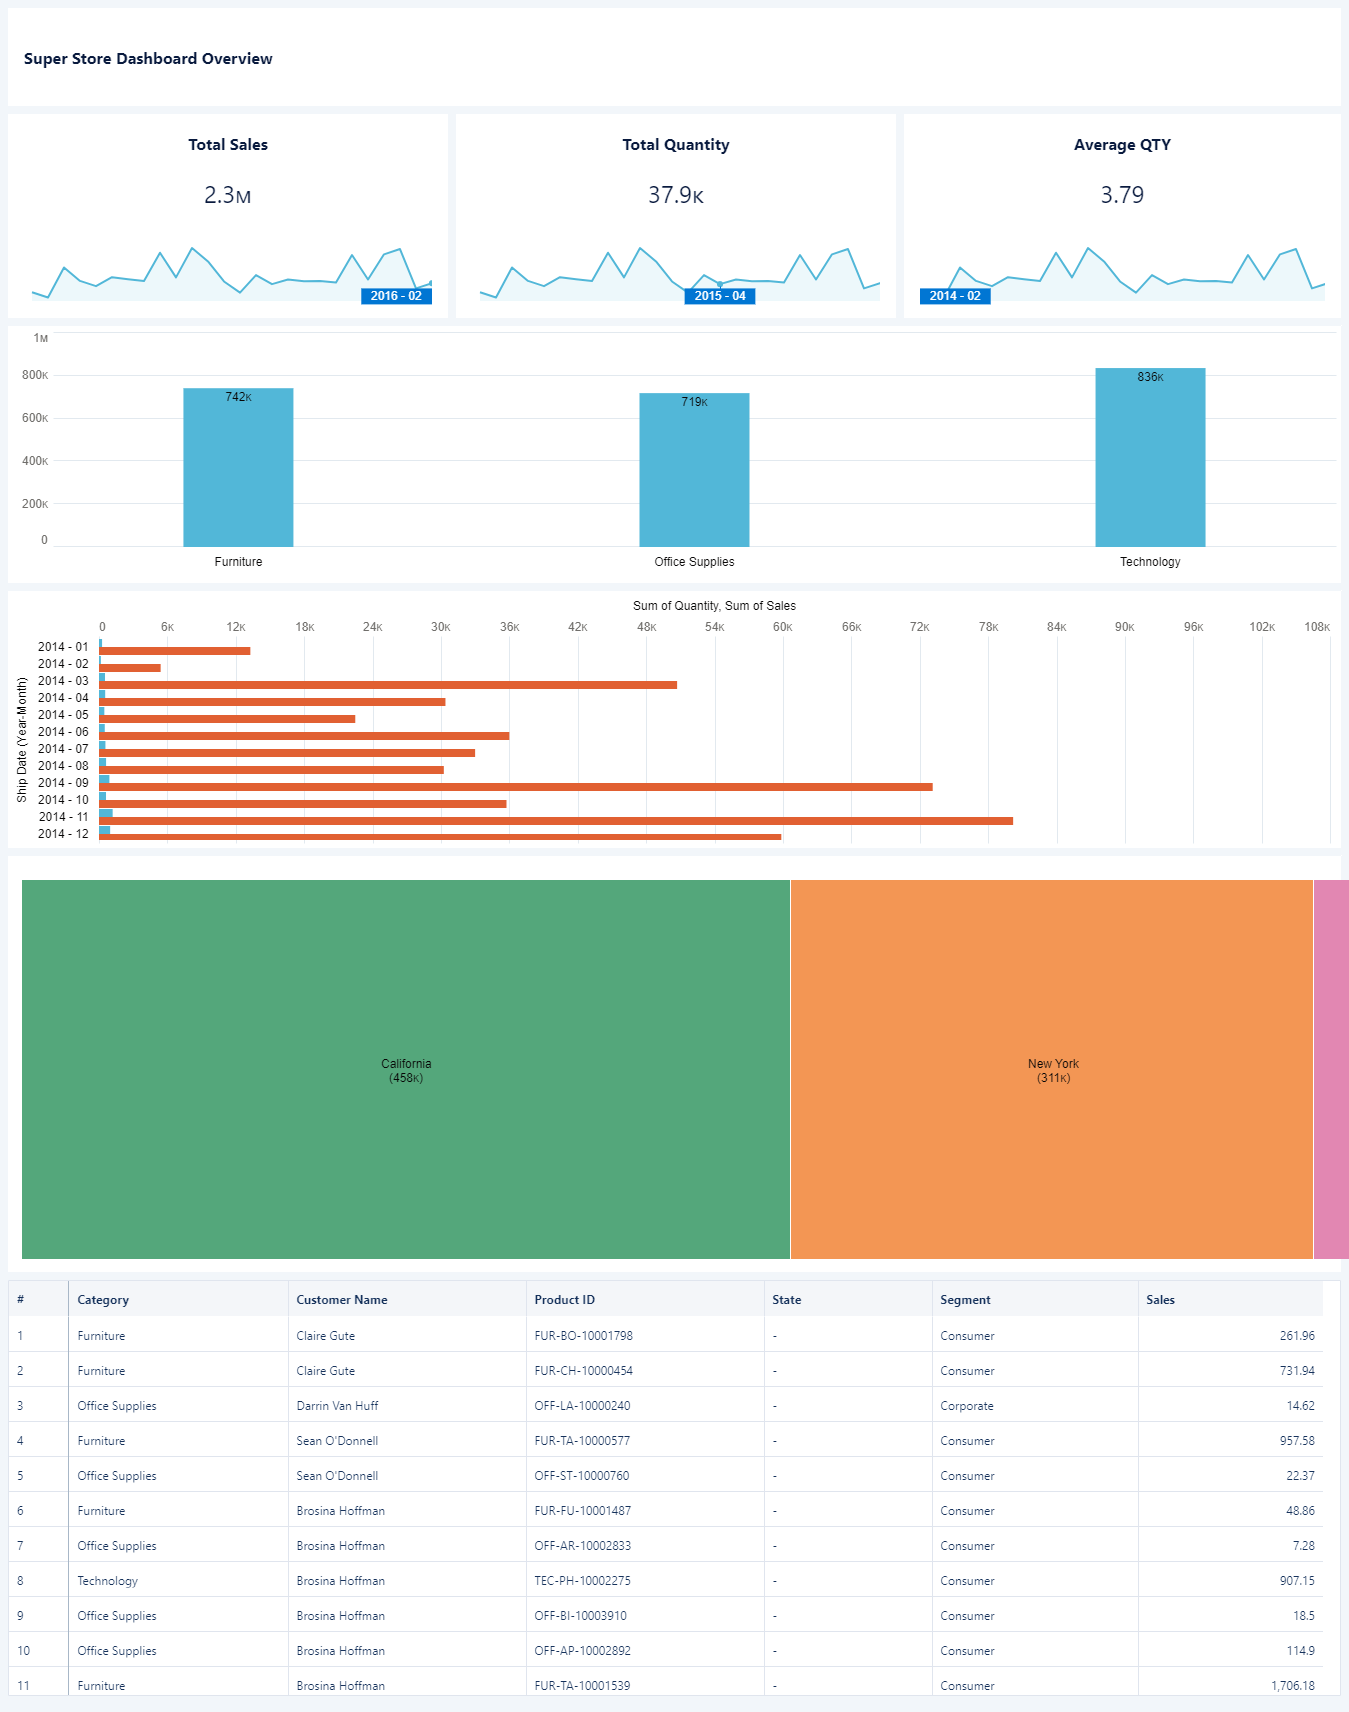 Super Store Dashboard Overview
Total Sales
2.3M
2016 - 02
Total Quantity
37.9K
2015 - 04
Average QTY
3.79
2014 - 02
1M
800K
600K
400K
200K
0
742K
719K
836K
Furniture
Office Supplies
Technology
Sum of Quantity, Sum of Sales
0 6K 12K 18K 24K 30K 36K 42K 48K 54K 60K 66K 72K 78K 84K 90K 96K 102K 108K
Ship Date (Year-Month)
2014 - 01
2014 - 02
2014 - 03
2014 - 04
2014 - 05
2014 - 06
2014 - 07
2014 - 08
2014 - 09
2014 - 10
2014 - 11
2014 - 12
California
(458K)
New York
(311K)
# Category Customer Name Product ID State Segment Sales
1 Furniture Claire Gute FUR-BO-10001798 - Consumer 261.96
2 Furniture Claire Gute FUR-CH-10000454 - Consumer 731.94
3 Office Supplies Darrin Van Huff OFF-LA-10000240 - Corporate 14.62
4 Furniture Sean O'Donnell FUR-TA-10000577 - Consumer 957.58
5 Office Supplies Sean O'Donnell OFF-ST-10000760 - Consumer 22.37
6 Furniture Brosina Hoffman FUR-FU-10001487 - Consumer 48.86
7 Office Supplies Brosina Hoffman OFF-AR-10002833 - Consumer 7.28
8 Technology Brosina Hoffman TEC-PH-10002275 - Consumer 907.15
9 Office Supplies Brosina Hoffman OFF-BI-10003910 - Consumer 18.5
10 Office Supplies Brosina Hoffman OFF-AP-10002892 - Consumer 114.9
11 Furniture Brosina Hoffman FUR-TA-10001539 - Consumer 1,706.18